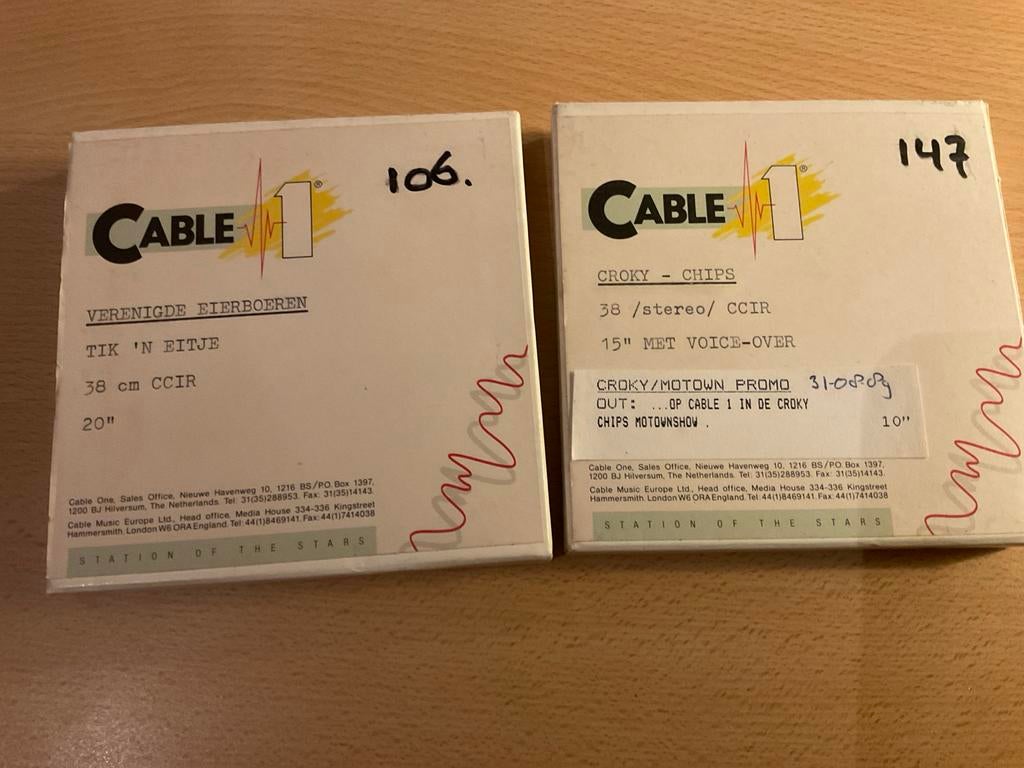 106.
CABLE 1®
VERENIGDE EIERBOEREN
TIK 'N EITJE
38 cm CCIR
20"
Cable One, Sales Office, Nieuwe Havenweg 10, 1216 BS/P.O. Box 1397,
1200 BJ Hilversum, The Netherlands. Tel: 31(35)288953. Fax: 31(35)14143.
Cable Music Europe Ltd., Head office, Media House 334-336 Kingstreet
Hammersmith. London W6 ORA England. Tel: 44(1)8469141. Fax: 44(1)7414038
STATION OF THE STARS
147
CABLE 1®
CROKY - CHIPS
38 /stereo/ CCIR
15" MET VOICE-OVER
CROKY/MOTOWN PROMO 31-08-89
OUT: ...OP CABLE 1 IN DE CROKY
CHIPS MOTOWNSHOW . 10"
Cable One, Sales Office, Nieuwe Havenweg 10, 1216 BS/P.O. Box 1397,
1200 BJ Hilversum, The Netherlands. Tel: 31(35)288953. Fax: 31(35)14143.
Cable Music Europe Ltd., Head office, Media House 334-336 Kingstreet
Hammersmith. London W6 ORA England. Tel: 44(1)8469141. Fax: 44(1)7414038
STATION OF THE STARS